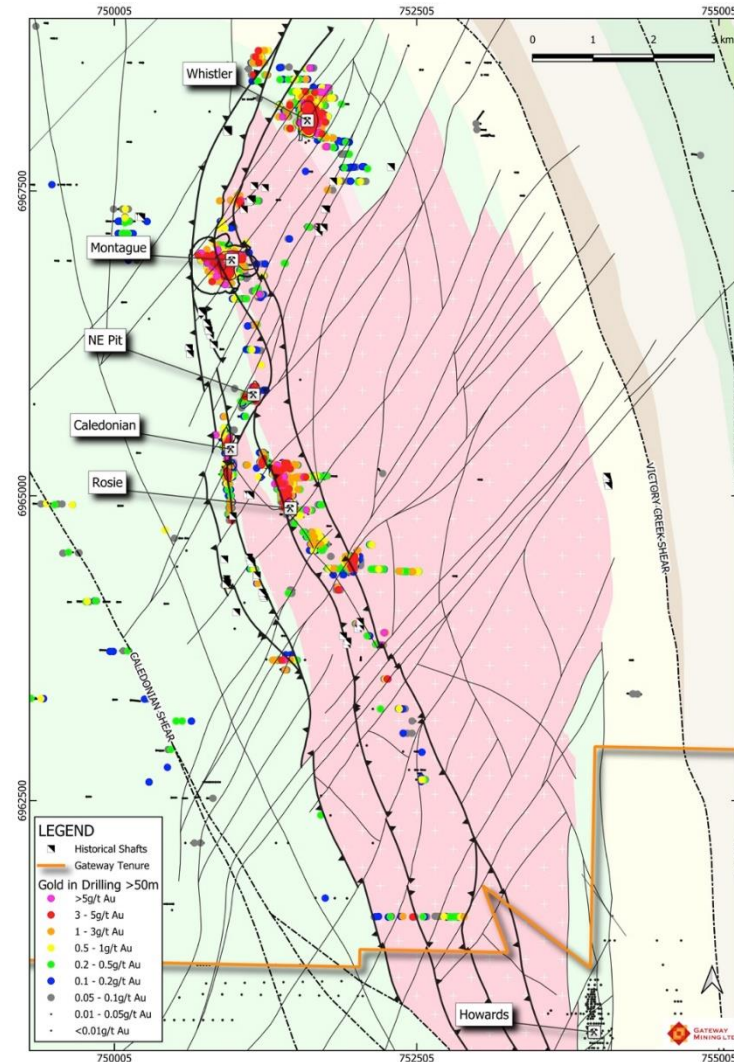 750005
752505
755005
0
1
2
3 km
Whistler
6967500
Montague
NE Pit
Caledonian
Rosie
6965000
VICTORY CREEK SHEAR
CALEDONIAN SHEAR
6962500
LEGEND
Historical Shafts
Gateway Tenure
Gold in Drilling >50m
>5g/t Au
3 - 5g/t Au
1 - 3g/t Au
0.5 - 1g/t Au
0.2 - 0.5g/t Au
0.1 - 0.2g/t Au
0.05 - 0.1g/t Au
0.01 - 0.05g/t Au
<0.01g/t Au
Howards
GATEWAY
MINING LTD
750005
752505
755005